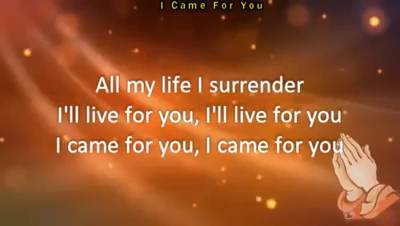 I Came For You
All my life I surrender
I'll live for you, I'll live for you
I came for you, I came for you